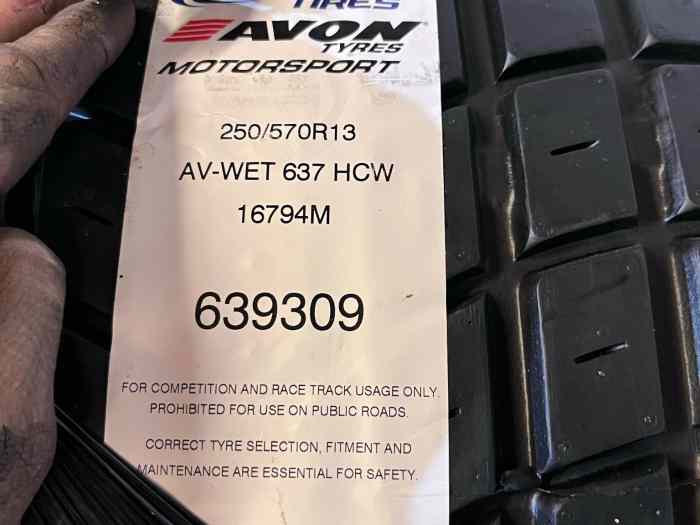 TIRES
AVON
TYRES
MOTORSPORT
250/570R13
AV-WET 637 HCW
16794M
639309
FOR COMPETITION AND RACE TRACK USAGE ONLY.
PROHIBITED FOR USE ON PUBLIC ROADS.
CORRECT TYRE SELECTION, FITMENT AND
MAINTENANCE ARE ESSENTIAL FOR SAFETY.